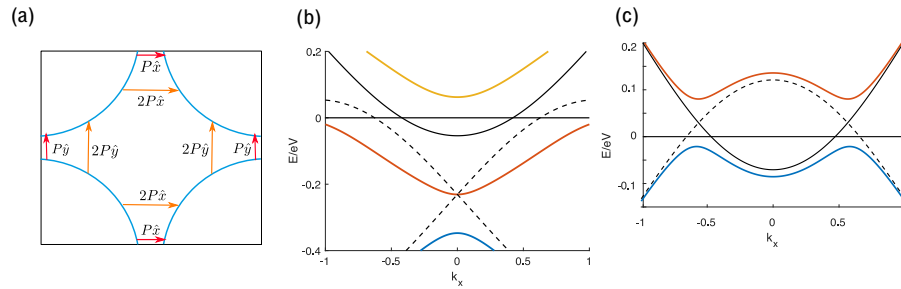 (a)
Px̂
2Px̂
Pŷ
2Pŷ
2Pŷ
Pŷ
2Px̂
Px̂
(b)
E/eV
0.2
0
-0.2
-0.4
-1
-0.5
0
0.5
1
k_x
(c)
E/eV
0.2
0.1
0
-0.1
-1
-0.5
0
0.5
k_x